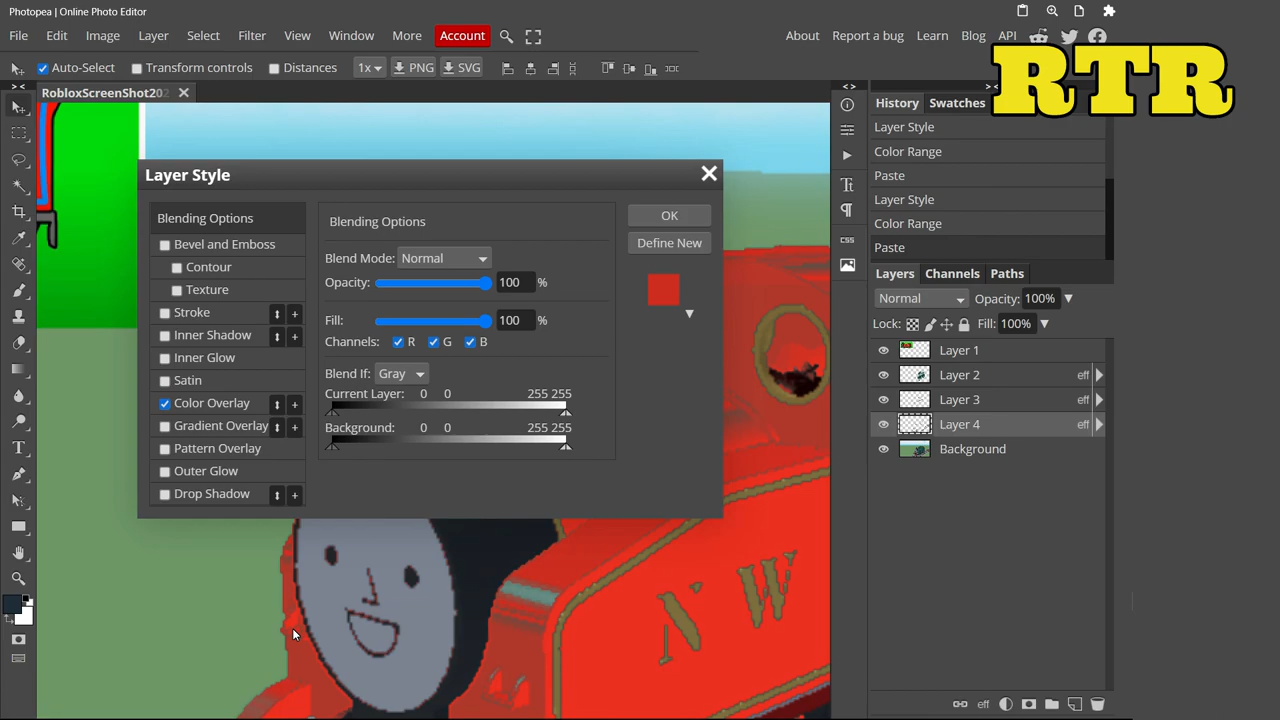 Photopea | Online Photo Editor
File Edit Image Layer Select Filter View Window More Account About Report a bug Learn Blog API
Auto-Select Transform controls Distances 1x PNG SVG
RTR
RobloxScreenShot202
History Swatches
Layer Style
Color Range
Paste
Layer Style
Color Range
Paste
Layer Style
Blending Options
Bevel and Emboss
Contour
Texture
Stroke
Inner Shadow
Inner Glow
Satin
Color Overlay
Gradient Overlay
Pattern Overlay
Outer Glow
Drop Shadow
Blending Options
Blend Mode: Normal
Opacity: 100 %
Fill: 100 %
Channels: R G B
Blend If: Gray
Current Layer: 0 0 255 255
Background: 0 0 255 255
OK
Define New
CSS
Layers Channels Paths
Normal Opacity: 100%
Lock: Fill: 100%
Layer 1
Layer 2 eff
Layer 3 eff
Layer 4 eff
Background
N W
eff